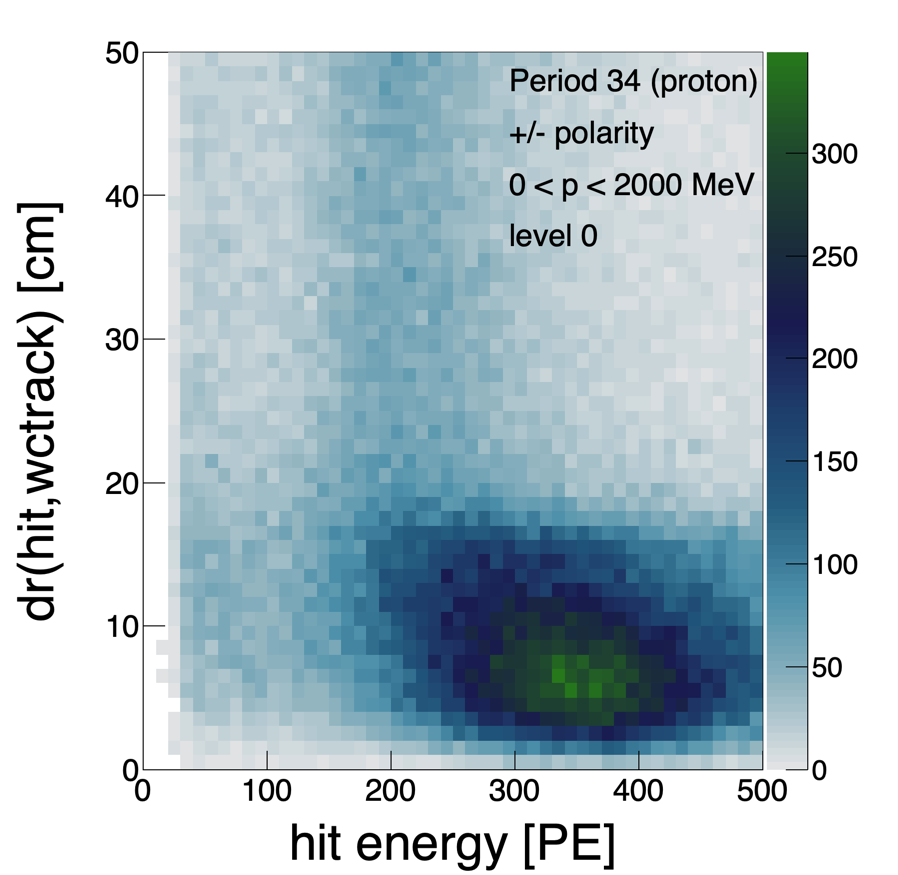 50
40
30
20
10
0
dr(hit,wctrack) [cm]
Period 34 (proton)
+/- polarity
0 < p < 2000 MeV
level 0
300
250
200
150
100
50
0
0 100 200 300 400 500
hit energy [PE]